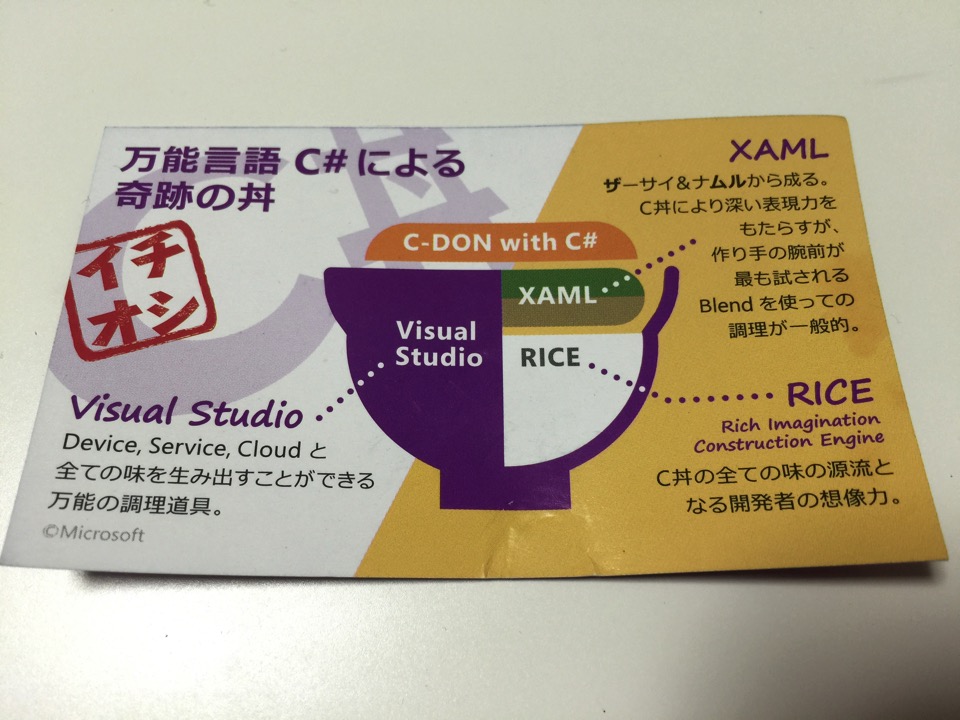 万能言語 C# による
奇跡の丼
イチ
オシ
C-DON with C#
XAML
Visual
Studio
RICE
XAML
ザーサイ&ナムルから成る。
C丼により深い表現力を
もたらすが、
作り手の腕前が
最も試される
Blend を使っての
調理が一般的。
Visual Studio
Device, Service, Cloud と
全ての味を生み出すことができる
万能の調理道具。
©Microsoft
RICE
Rich Imagination
Construction Engine
C丼の全ての味の源流と
なる開発者の想像力。
C丼